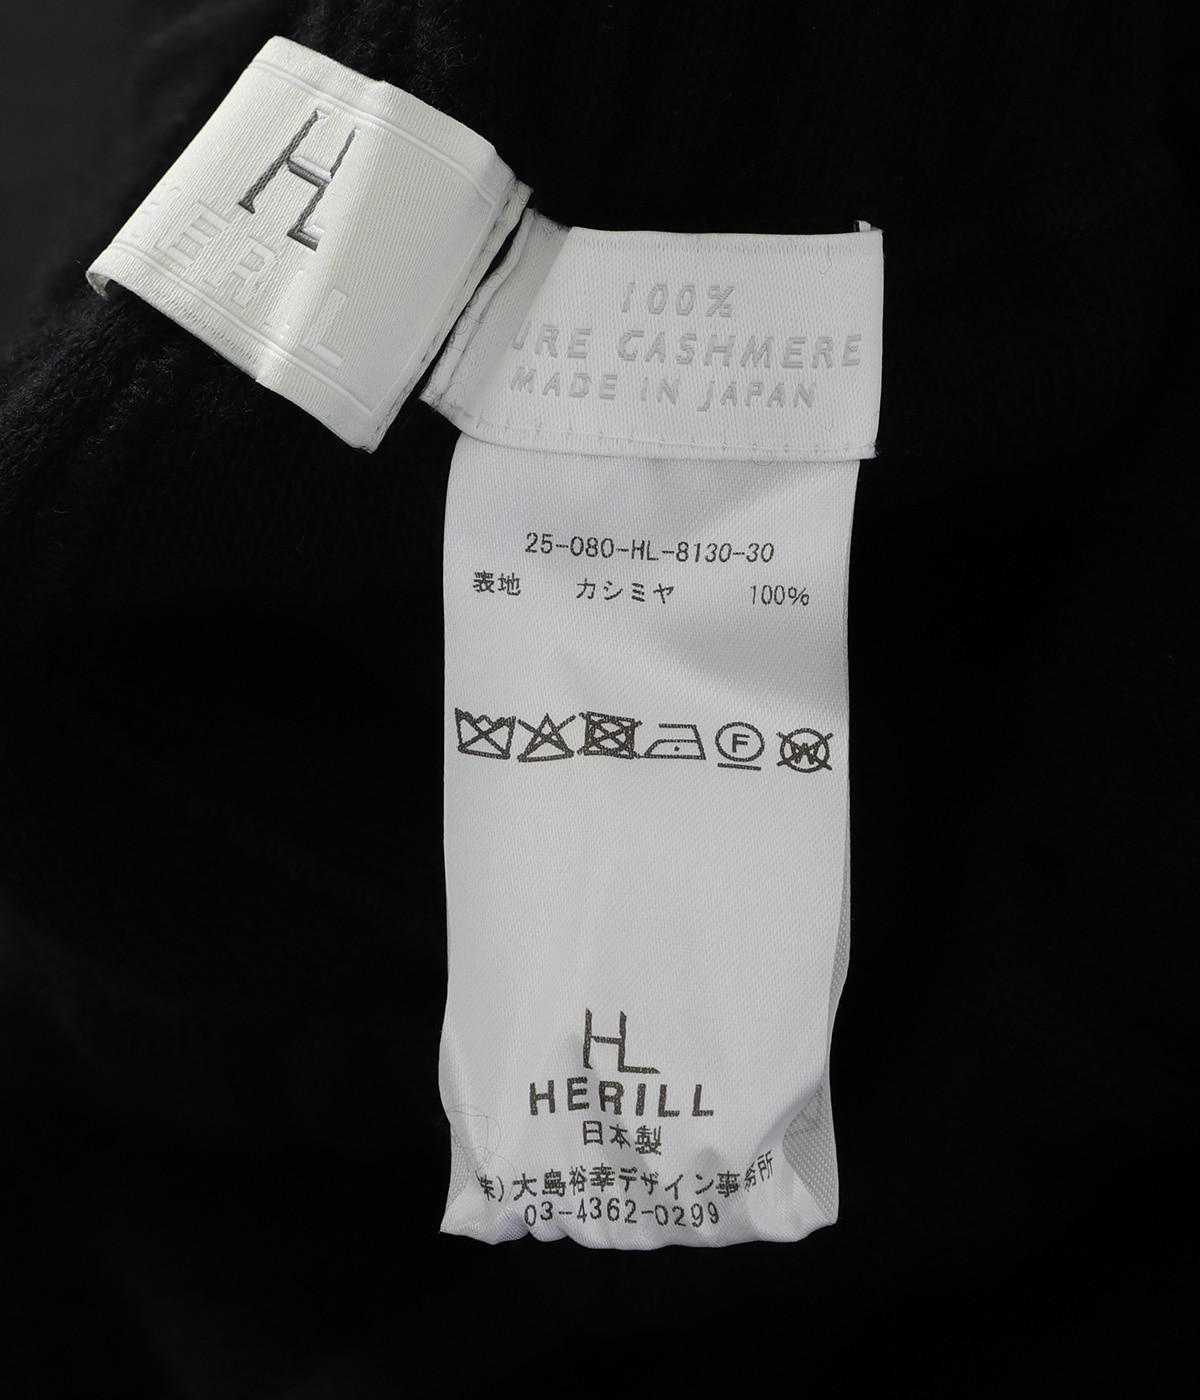 HL
HERILL
100%
URE CASHMERE
MADE IN JAPAN
25-080-HL-8130-30
表地 カシミヤ 100%
F
W
HL
HERILL
日本製
株)大島裕幸デザイン事務所
03-4362-0299